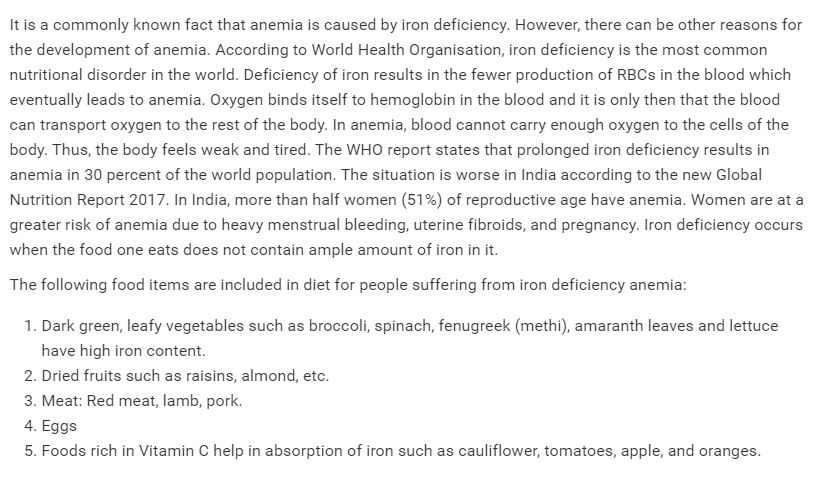 It is a commonly known fact that anemia is caused by iron deficiency. However, there can be other reasons for
the development of anemia. According to World Health Organisation, iron deficiency is the most common
nutritional disorder in the world. Deficiency of iron results in the fewer production of RBCs in the blood which
eventually leads to anemia. Oxygen binds itself to hemoglobin in the blood and it is only then that the blood
can transport oxygen to the rest of the body. In anemia, blood cannot carry enough oxygen to the cells of the
body. Thus, the body feels weak and tired. The WHO report states that prolonged iron deficiency results in
anemia in 30 percent of the world population. The situation is worse in India according to the new Global
Nutrition Report 2017. In India, more than half women (51%) of reproductive age have anemia. Women are at a
greater risk of anemia due to heavy menstrual bleeding, uterine fibroids, and pregnancy. Iron deficiency occurs
when the food one eats does not contain ample amount of iron in it.
The following food items are included in diet for people suffering from iron deficiency anemia:
1. Dark green, leafy vegetables such as broccoli, spinach, fenugreek (methi), amaranth leaves and lettuce
have high iron content.
2. Dried fruits such as raisins, almond, etc.
3. Meat: Red meat, lamb, pork.
4. Eggs
5. Foods rich in Vitamin C help in absorption of iron such as cauliflower, tomatoes, apple, and oranges.